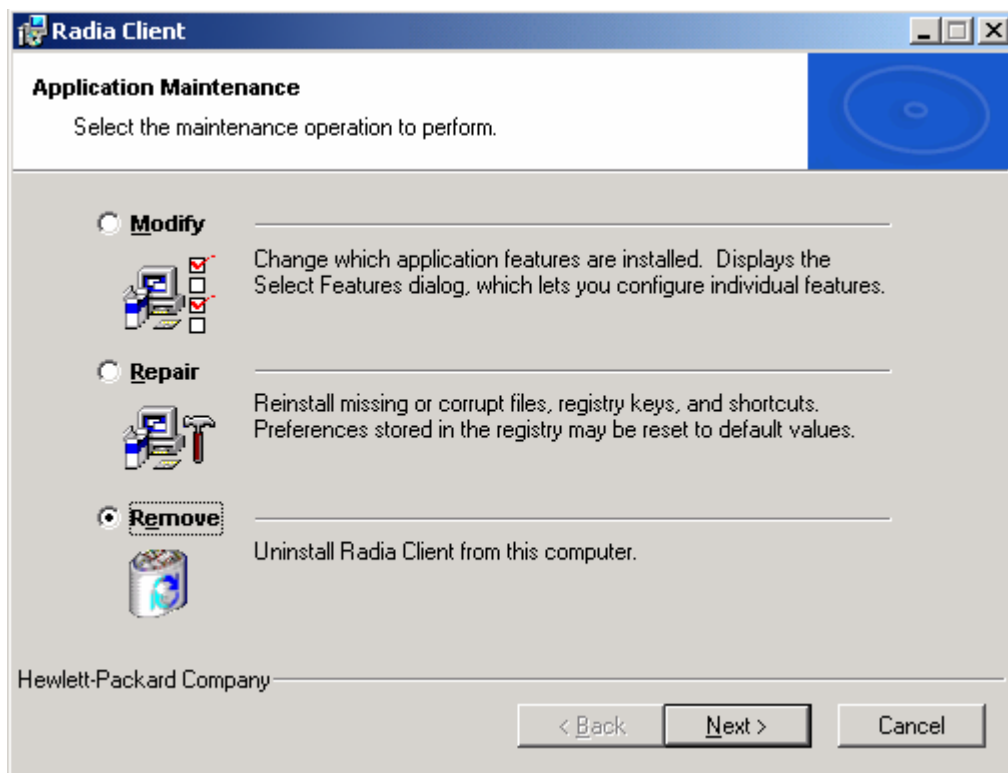 Radia Client
Application Maintenance
Select the maintenance operation to perform.
Modify
Change which application features are installed.  Displays the
Select Features dialog, which lets you configure individual features.
Repair
Reinstall missing or corrupt files, registry keys, and shortcuts.
Preferences stored in the registry may be reset to default values.
Remove
Uninstall Radia Client from this computer.
Hewlett-Packard Company
< Back
Next >
Cancel